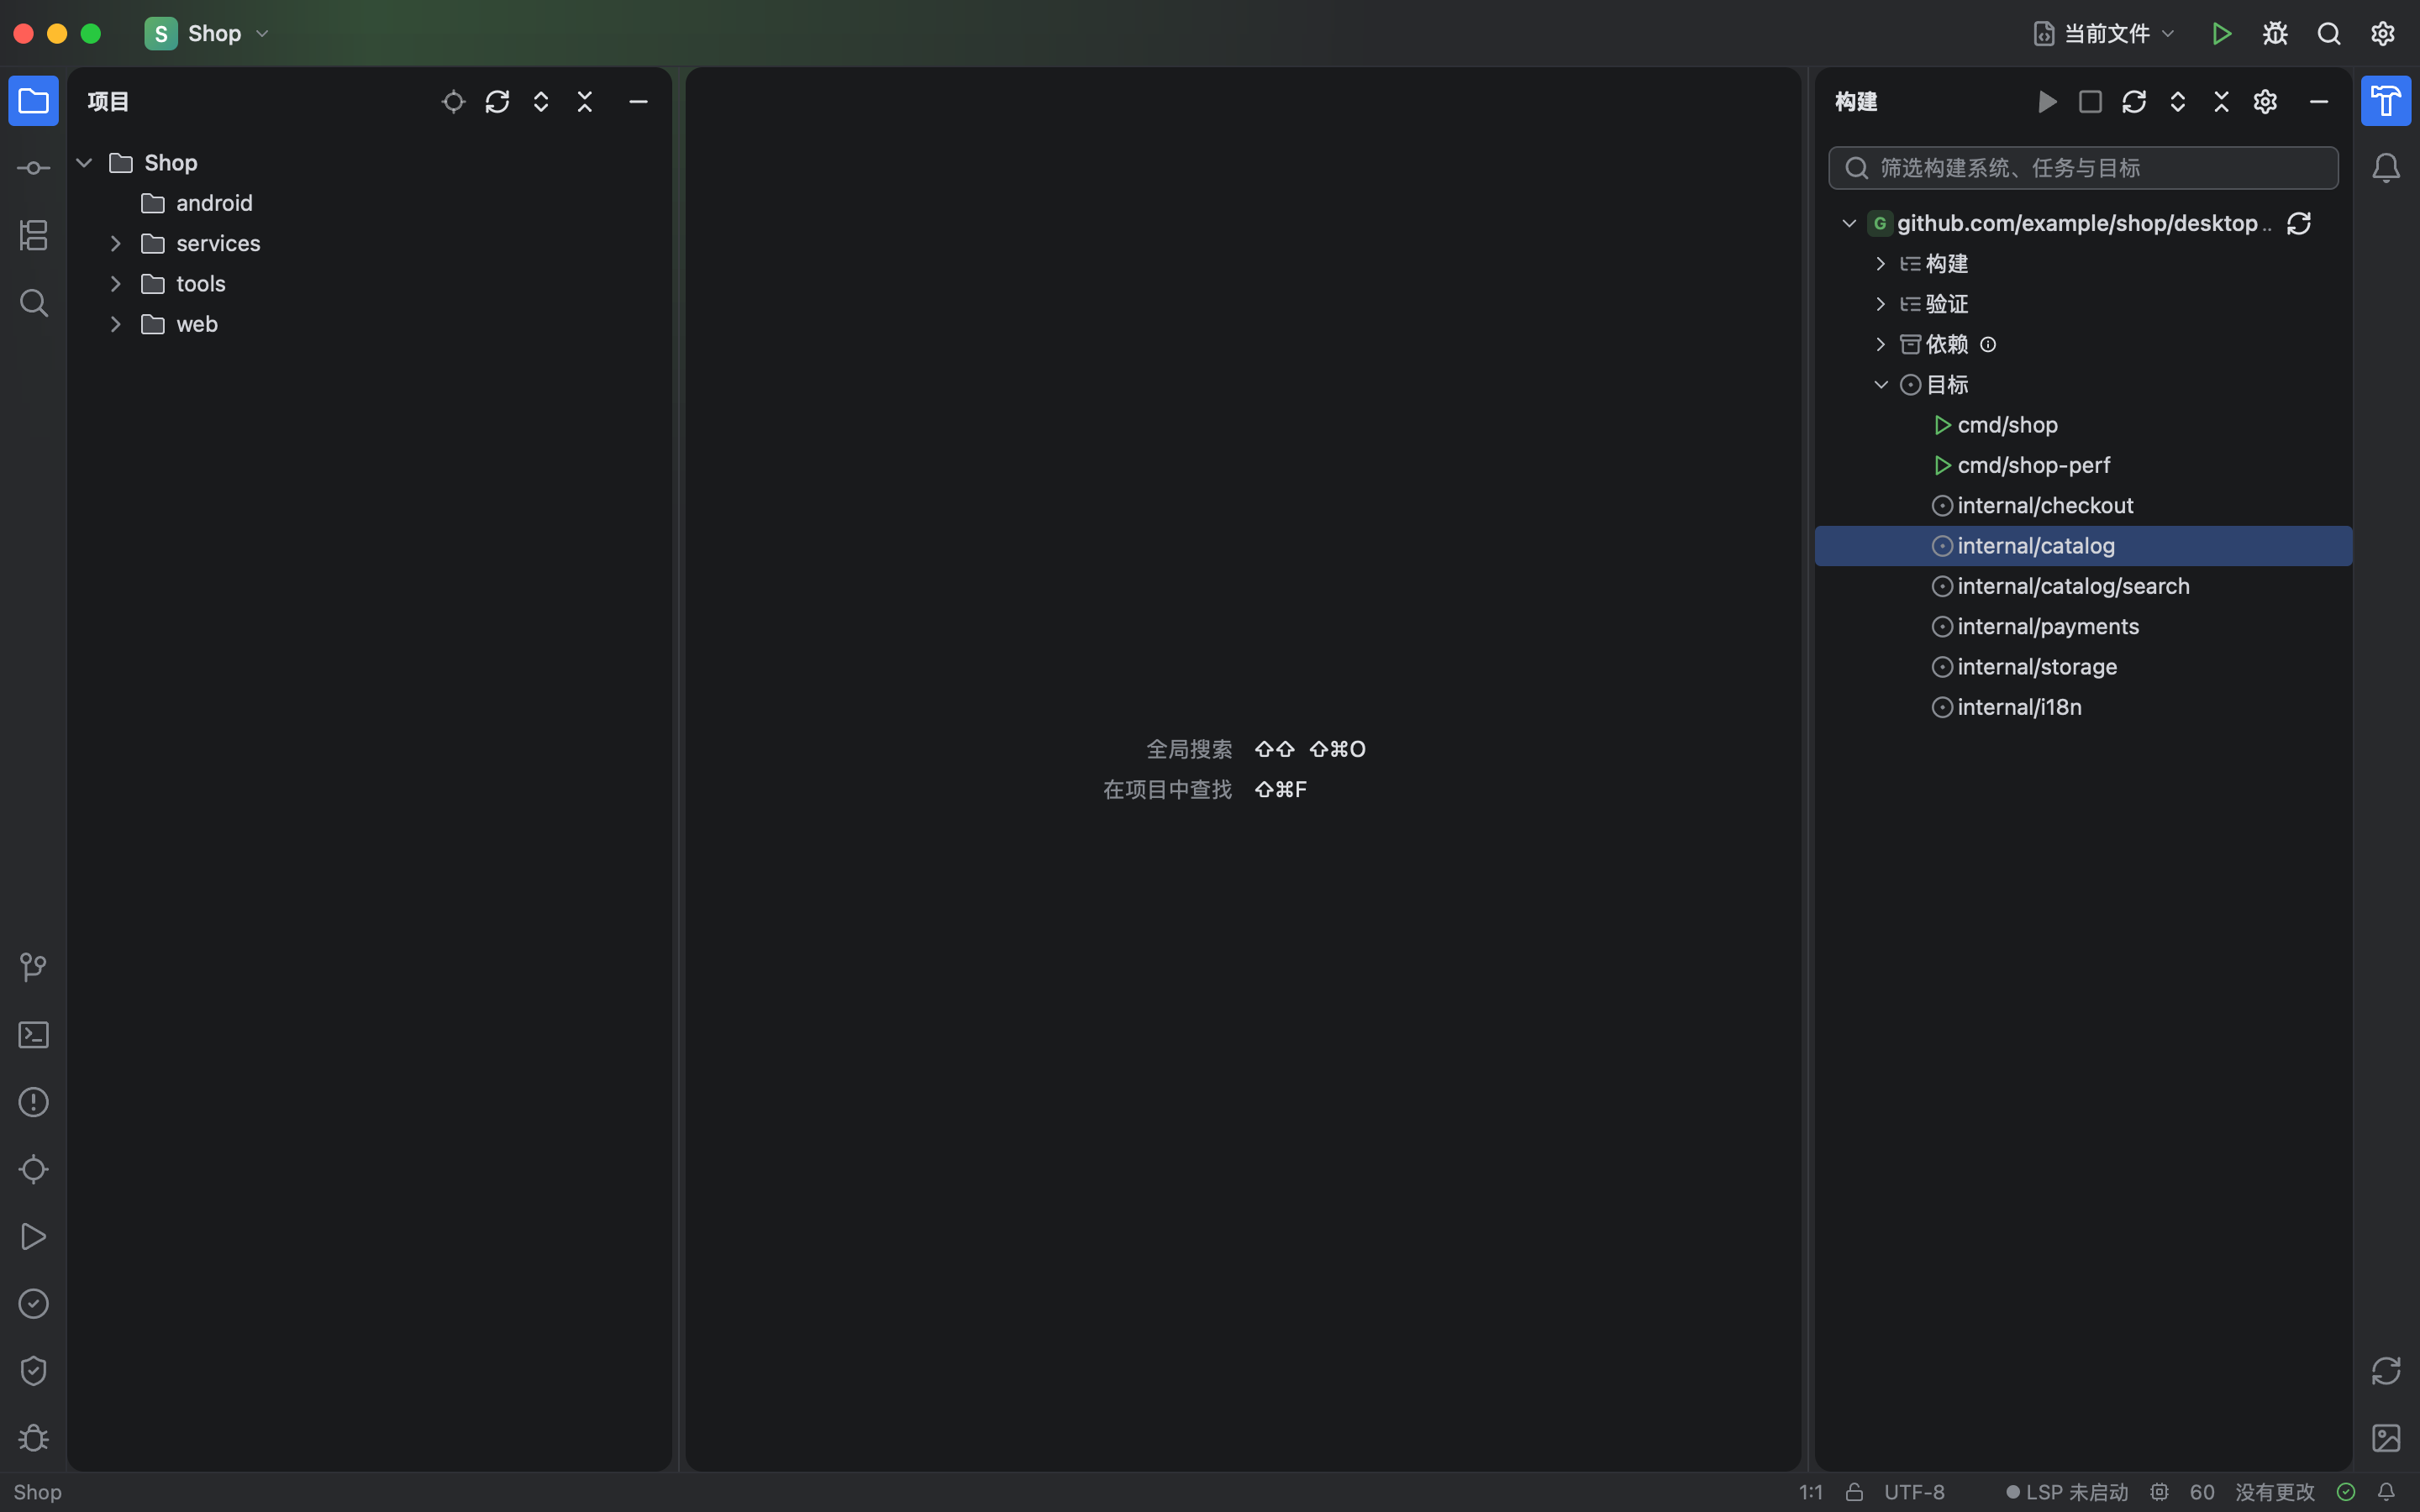 S Shop
当前文件
项目
Shop
android
services
tools
web
全局搜索 ⇧⇧ ⇧⌘O
在项目中查找 ⇧⌘F
构建
筛选构建系统、任务与目标
G github.com/example/shop/desktop ..
构建
验证
依赖
目标
cmd/shop
cmd/shop-perf
internal/checkout
internal/catalog
internal/catalog/search
internal/payments
internal/storage
internal/i18n
Shop
1:1 UTF-8 LSP 未启动 60 没有更改